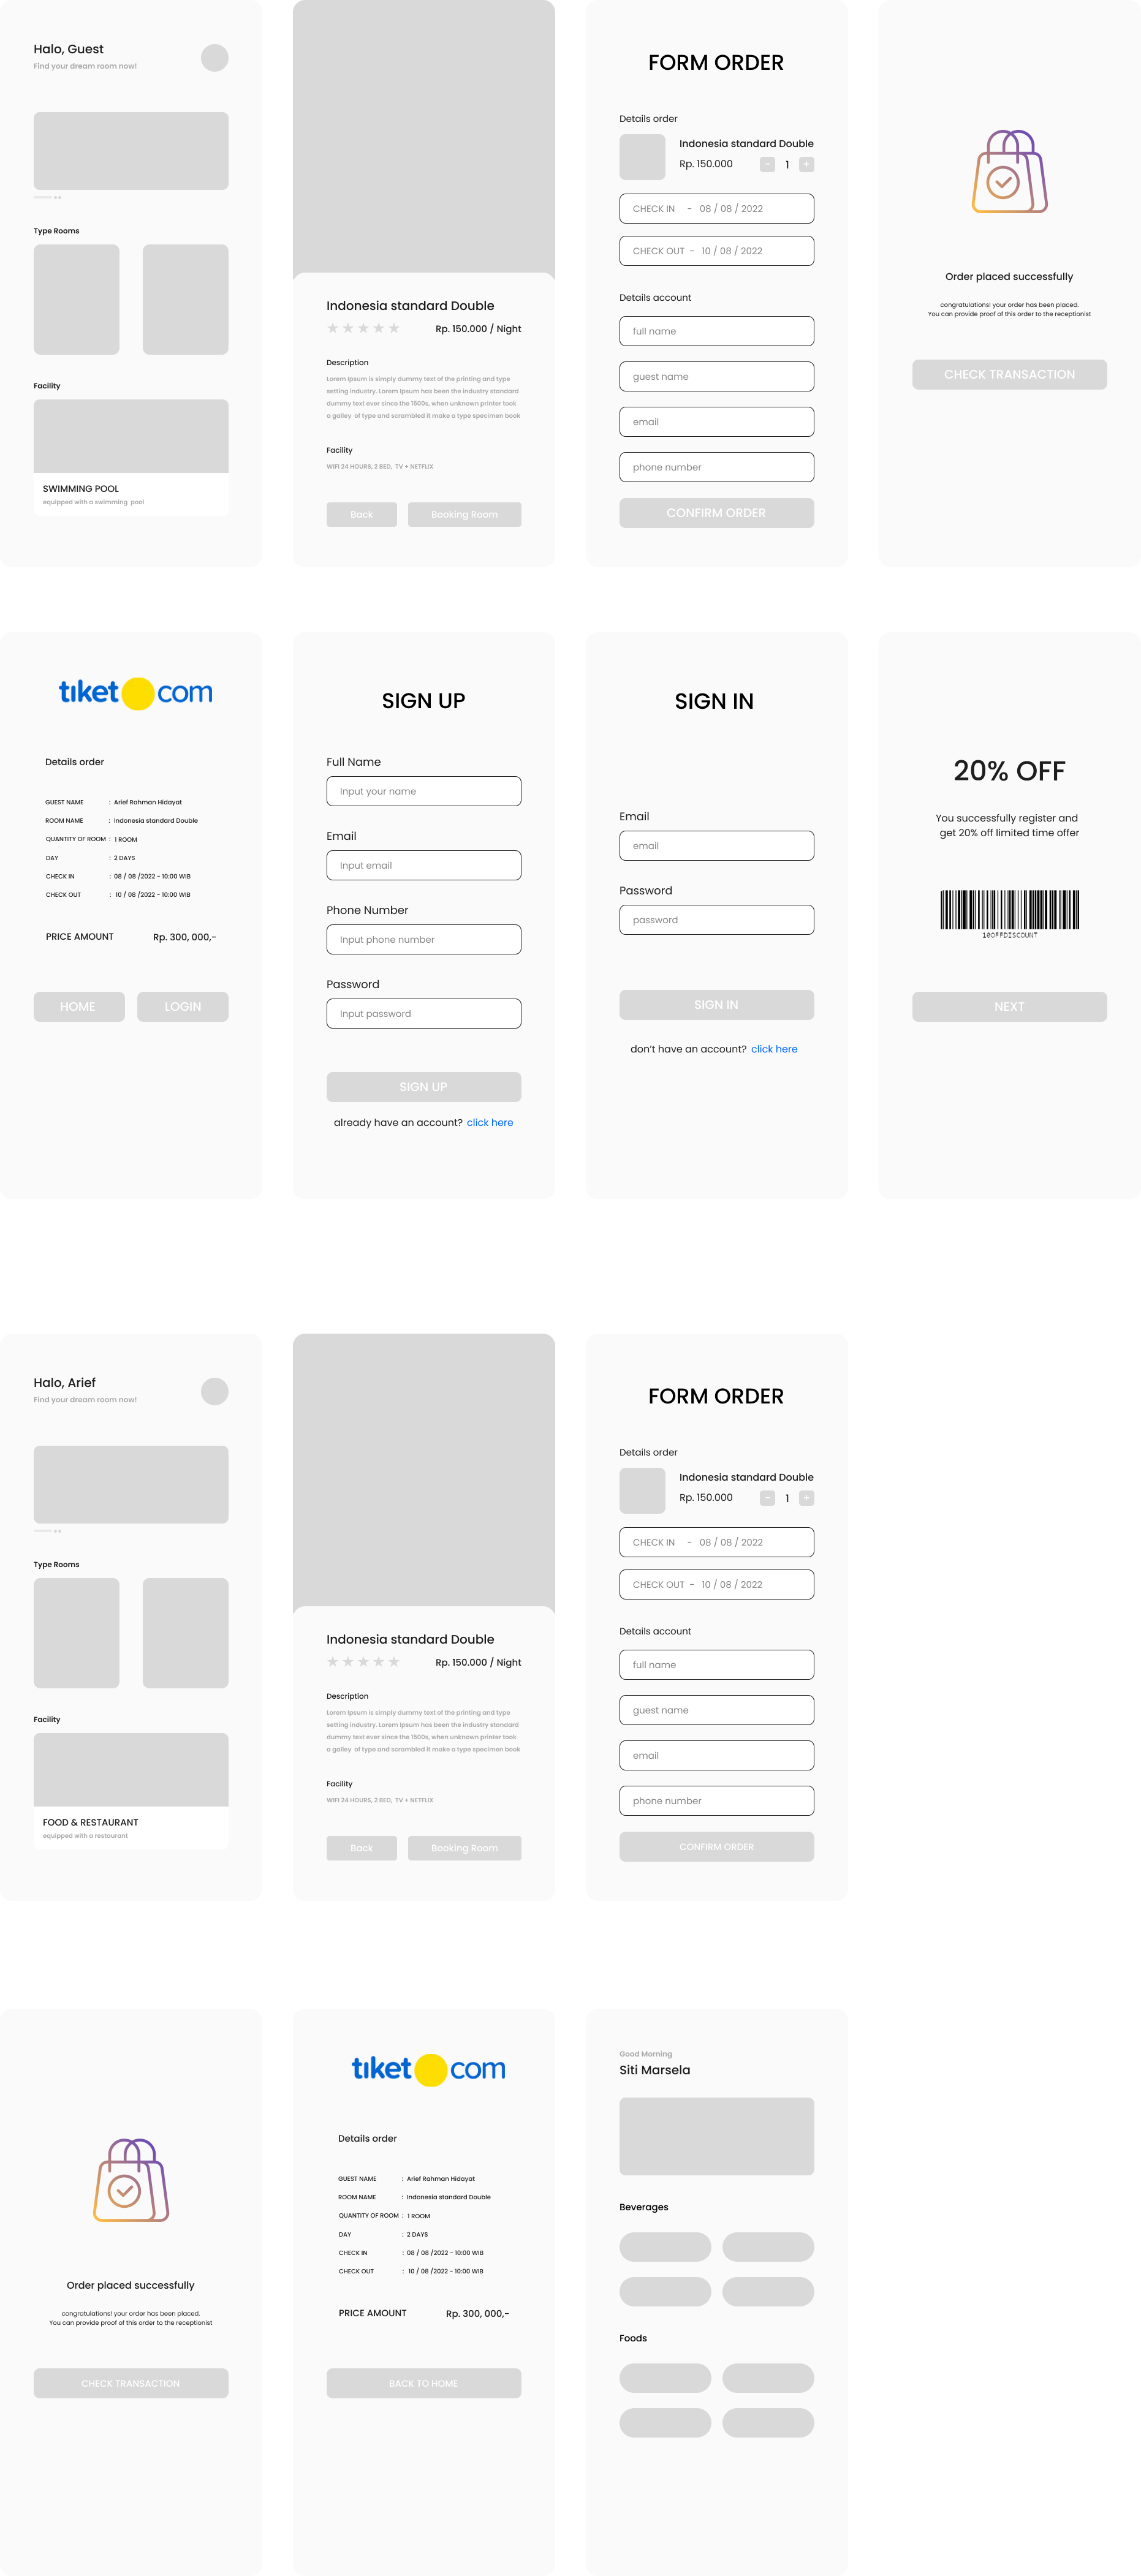 Halo, Guest
Find your dream room now!
Type Rooms
Facility
SWIMMING POOL
equipped with a swimming pool
Indonesia standard Double
Rp. 150.000 / Night
Description
Lorem Ipsum is simply dummy text of the printing and type
setting industry. Lorem Ipsum has been the industry standard
dummy text ever since the 1500s, when unknown printer took
a galley of type and scrambled it make a type specimen book
Facility
WIFI 24 HOURS, 2 BED, TV + NETFLIX
Back
Booking Room
FORM ORDER
Details order
Indonesia standard Double
Rp. 150.000
- 1 +
CHECK IN - 08 / 08 / 2022
CHECK OUT - 10 / 08 / 2022
Details account
full name
guest name
email
phone number
CONFIRM ORDER
Order placed successfully
congratulations! your order has been placed.
You can provide proof of this order to the receptionist
CHECK TRANSACTION
tiket com
Details order
GUEST NAME : Arief Rahman Hidayat
ROOM NAME : Indonesia standard Double
QUANTITY OF ROOM : 1 ROOM
DAY : 2 DAYS
CHECK IN : 08 / 08 /2022 - 10:00 WIB
CHECK OUT : 10 / 08 /2022 - 10:00 WIB
PRICE AMOUNT Rp. 300, 000,-
HOME
LOGIN
SIGN UP
Full Name
Input your name
Email
Input email
Phone Number
Input phone number
Password
Input password
SIGN UP
already have an account? click here
SIGN IN
Email
email
Password
password
SIGN IN
don't have an account? click here
20% OFF
You successfully register and
get 20% off limited time offer
10OFFDISCOUNT
NEXT
Halo, Arief
Find your dream room now!
Type Rooms
Facility
FOOD & RESTAURANT
equipped with a restaurant
Indonesia standard Double
Rp. 150.000 / Night
Description
Lorem Ipsum is simply dummy text of the printing and type
setting industry. Lorem Ipsum has been the industry standard
dummy text ever since the 1500s, when unknown printer took
a galley of type and scrambled it make a type specimen book
Facility
WIFI 24 HOURS, 2 BED, TV + NETFLIX
Back
Booking Room
FORM ORDER
Details order
Indonesia standard Double
Rp. 150.000
- 1 +
CHECK IN - 08 / 08 / 2022
CHECK OUT - 10 / 08 / 2022
Details account
full name
guest name
email
phone number
CONFIRM ORDER
Order placed successfully
congratulations! your order has been placed.
You can provide proof of this order to the receptionist
CHECK TRANSACTION
tiket com
Details order
GUEST NAME : Arief Rahman Hidayat
ROOM NAME : Indonesia standard Double
QUANTITY OF ROOM : 1 ROOM
DAY : 2 DAYS
CHECK IN : 08 / 08 /2022 - 10:00 WIB
CHECK OUT : 10 / 08 /2022 - 10:00 WIB
PRICE AMOUNT Rp. 300, 000,-
BACK TO HOME
Good Morning
Siti Marsela
Beverages
Foods